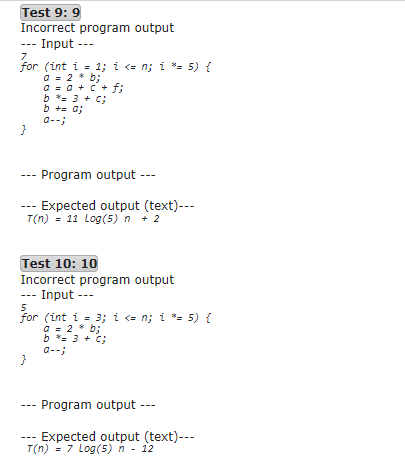 Test 9: 9
Incorrect program output
--- Input ---
7
for (int i = 1; i <= n; i *= 5) {
a = 2 * b;
a = a + c + f;
b *= 3 + c;
b += a;
a--;
}
--- Program output ---
--- Expected output (text)---
T(n) = 11 Log(5) n + 2
Test 10: 10
Incorrect program output
--- Input ---
5
for (int i = 3; i <= n; i *= 5) {
a = 2 * b;
b *= 3 + c;
a--;
}
--- Program output ---
--- Expected output (text)---
T(n) = 7 Log(5) n - 12